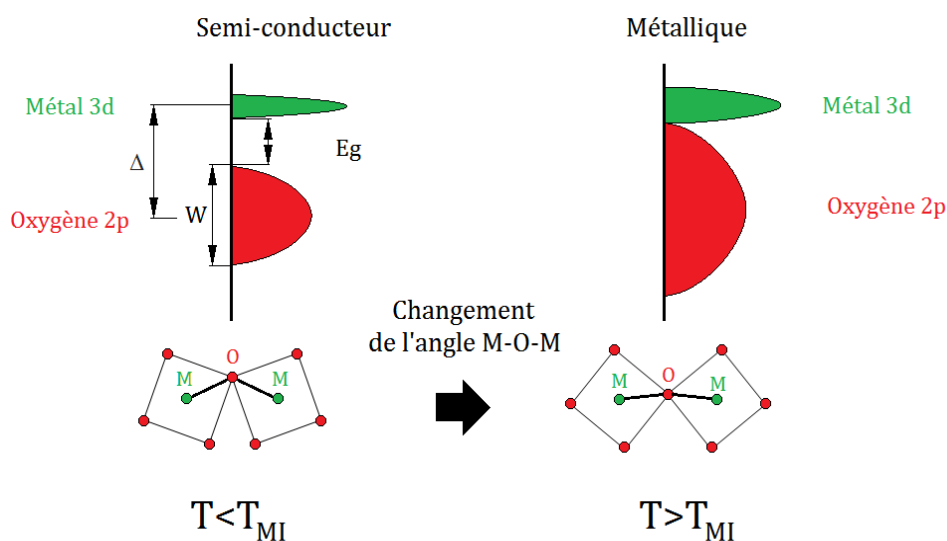 Semi-conducteur
Métallique
Métal 3d
Δ
Eg
Oxygène 2p
W
Métal 3d
Oxygène 2p
Changement
de l'angle M-O-M
O
M
M
O
M
M
T<T_MI
T>T_MI